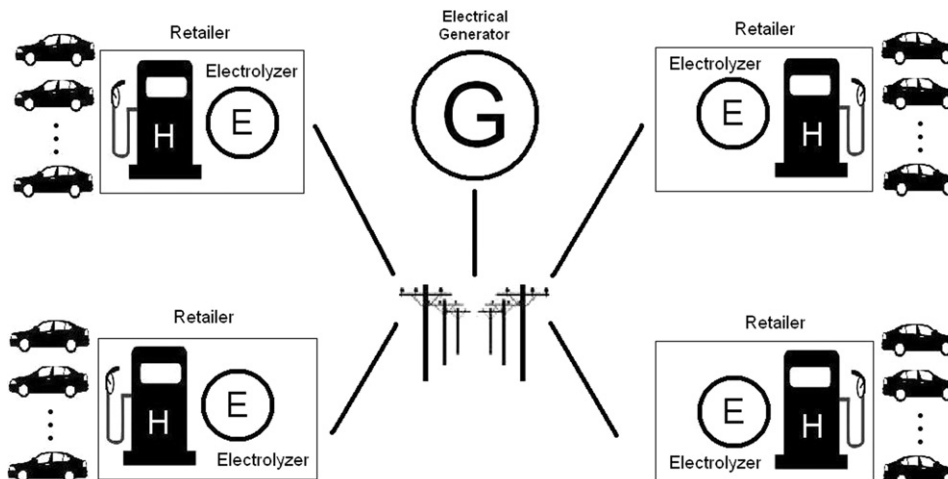 Retailer
Electrolyzer
H
E
Electrical
Generator
G
Retailer
Electrolyzer
E
H
Retailer
H
E
Electrolyzer
Retailer
E
H
Electrolyzer